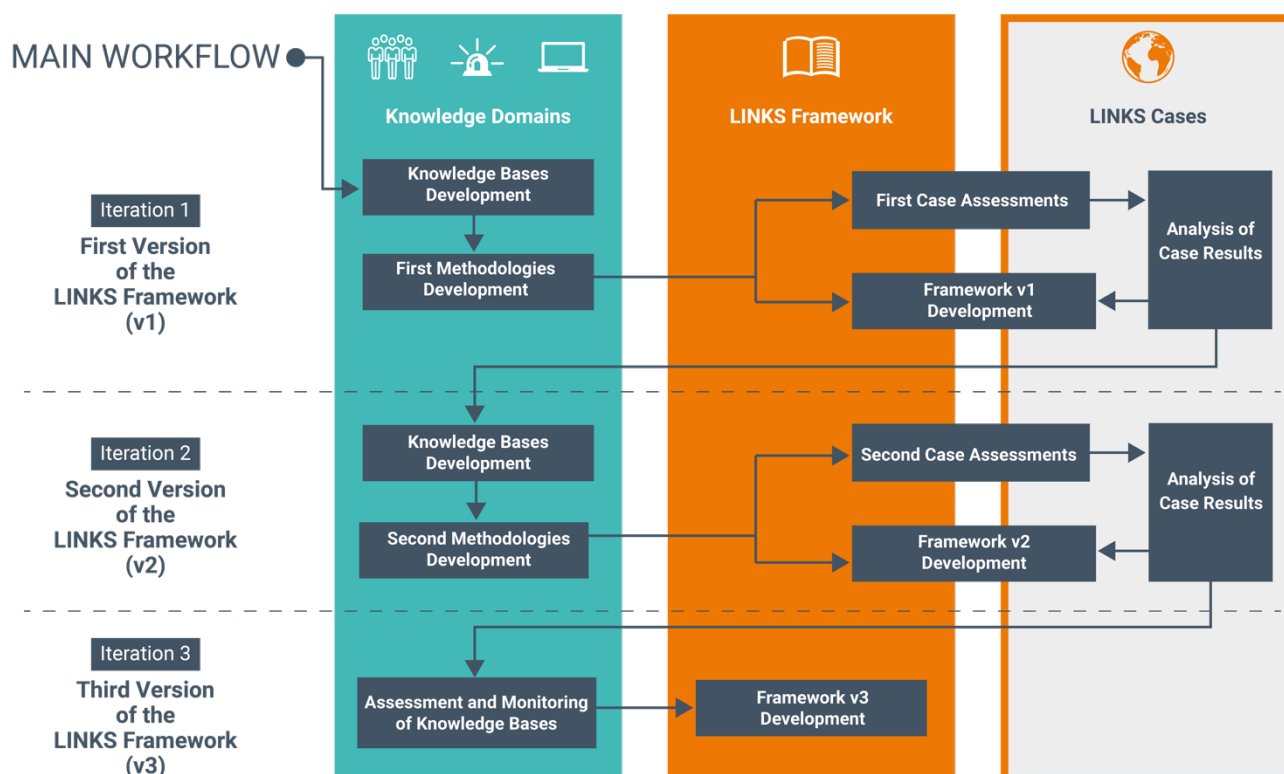 MAIN WORKFLOW
Knowledge Domains
LINKS Framework
LINKS Cases
Iteration 1
First Version
of the
LINKS Framework
(v1)
Knowledge Bases
Development
First Methodologies
Development
First Case Assessments
Framework v1
Development
Analysis of
Case Results
Iteration 2
Second Version
of the
LINKS Framework
(v2)
Knowledge Bases
Development
Second Methodologies
Development
Second Case Assessments
Framework v2
Development
Analysis of
Case Results
Iteration 3
Third Version
of the
LINKS Framework
(v3)
Assessment and Monitoring
of Knowledge Bases
Framework v3
Development